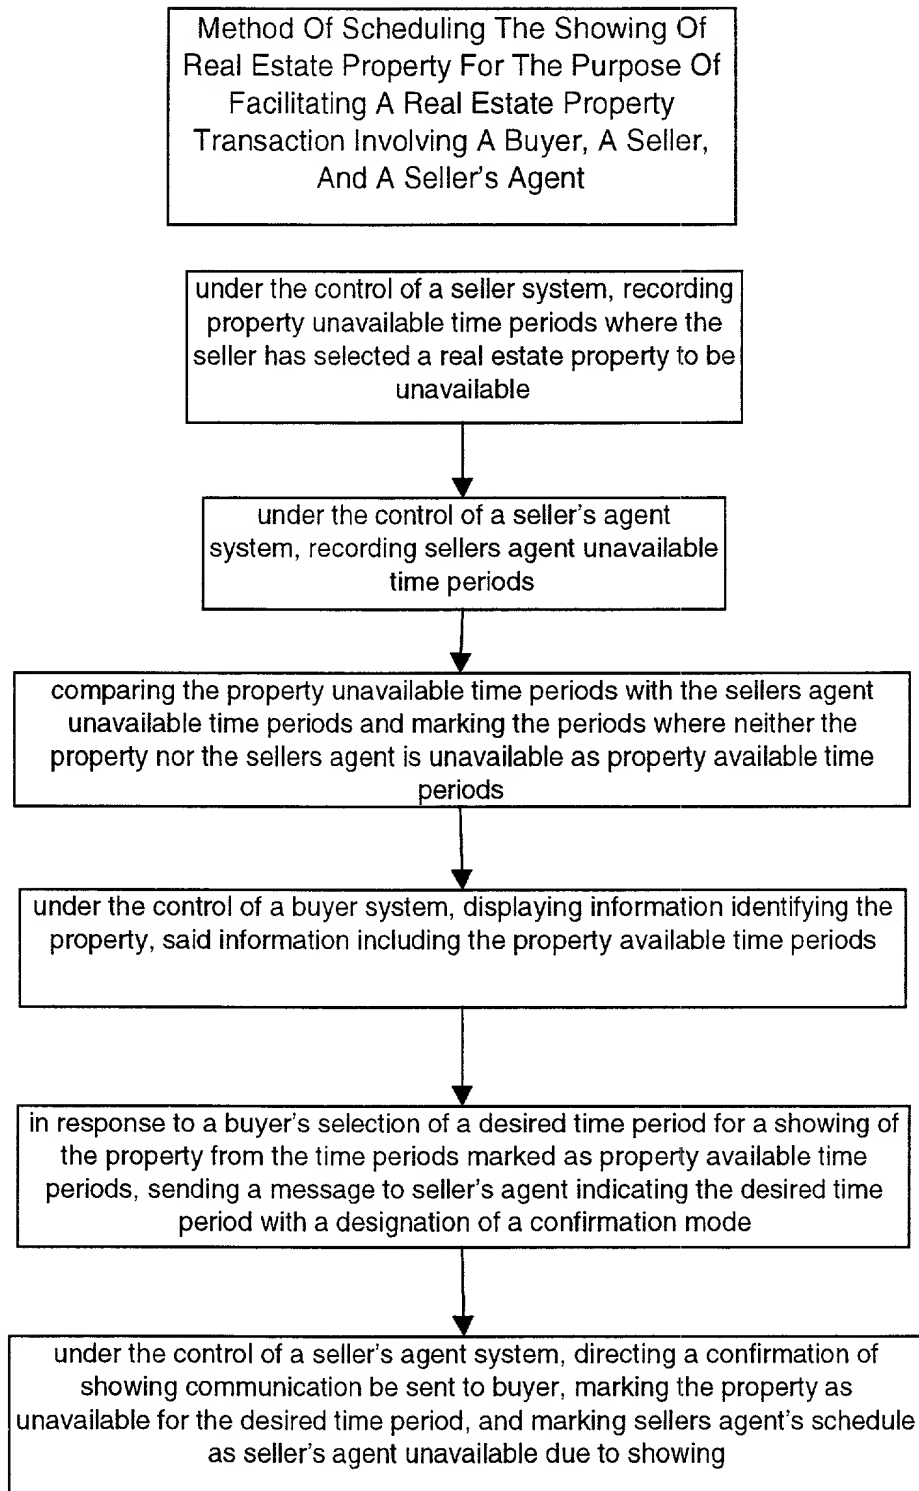 Method Of Scheduling The Showing Of
Real Estate Property For The Purpose Of
Facilitating A Real Estate Property
Transaction Involving A Buyer, A Seller,
And A Seller's Agent
under the control of a seller system, recording
property unavailable time periods where the
seller has selected a real estate property to be
unavailable
under the control of a seller's agent
system, recording sellers agent unavailable
time periods
comparing the property unavailable time periods with the sellers agent
unavailable time periods and marking the periods where neither the
property nor the sellers agent is unavailable as property available time
periods
under the control of a buyer system, displaying information identifying the
property, said information including the property available time periods
in response to a buyer's selection of a desired time period for a showing of
the property from the time periods marked as property available time
periods, sending a message to seller's agent indicating the desired time
period with a designation of a confirmation mode
under the control of a seller's agent system, directing a confirmation of
showing communication be sent to buyer, marking the property as
unavailable for the desired time period, and marking sellers agent's schedule
as seller's agent unavailable due to showing